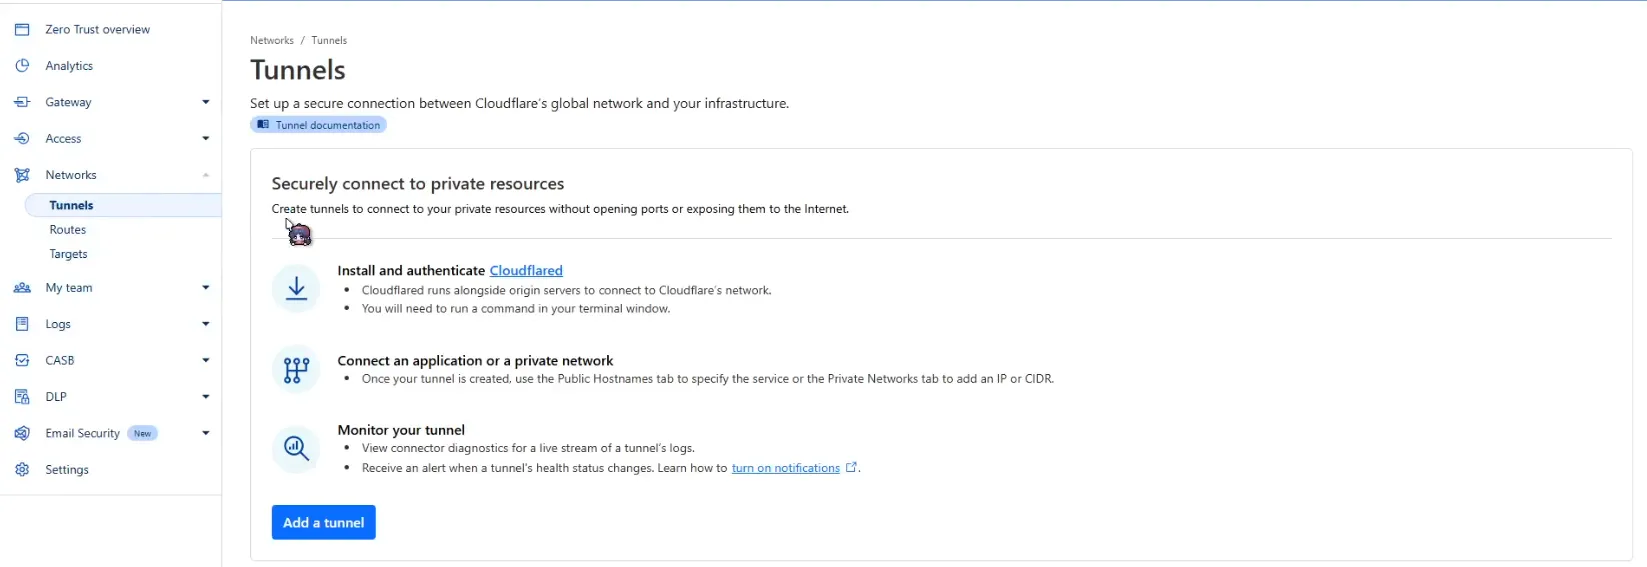 Zero Trust overview
Analytics
Gateway
Access
Networks
Tunnels
Routes
Targets
My team
Logs
CASB
DLP
Email Security New
Settings
Networks / Tunnels
Tunnels
Set up a secure connection between Cloudflare's global network and your infrastructure.
Tunnel documentation
Securely connect to private resources
Create tunnels to connect to your private resources without opening ports or exposing them to the Internet.
Install and authenticate Cloudflared
• Cloudflared runs alongside origin servers to connect to Cloudflare's network.
• You will need to run a command in your terminal window.
Connect an application or a private network
• Once your tunnel is created, use the Public Hostnames tab to specify the service or the Private Networks tab to add an IP or CIDR.
Monitor your tunnel
• View connector diagnostics for a live stream of a tunnel's logs.
• Receive an alert when a tunnel's health status changes. Learn how to turn on notifications.
Add a tunnel